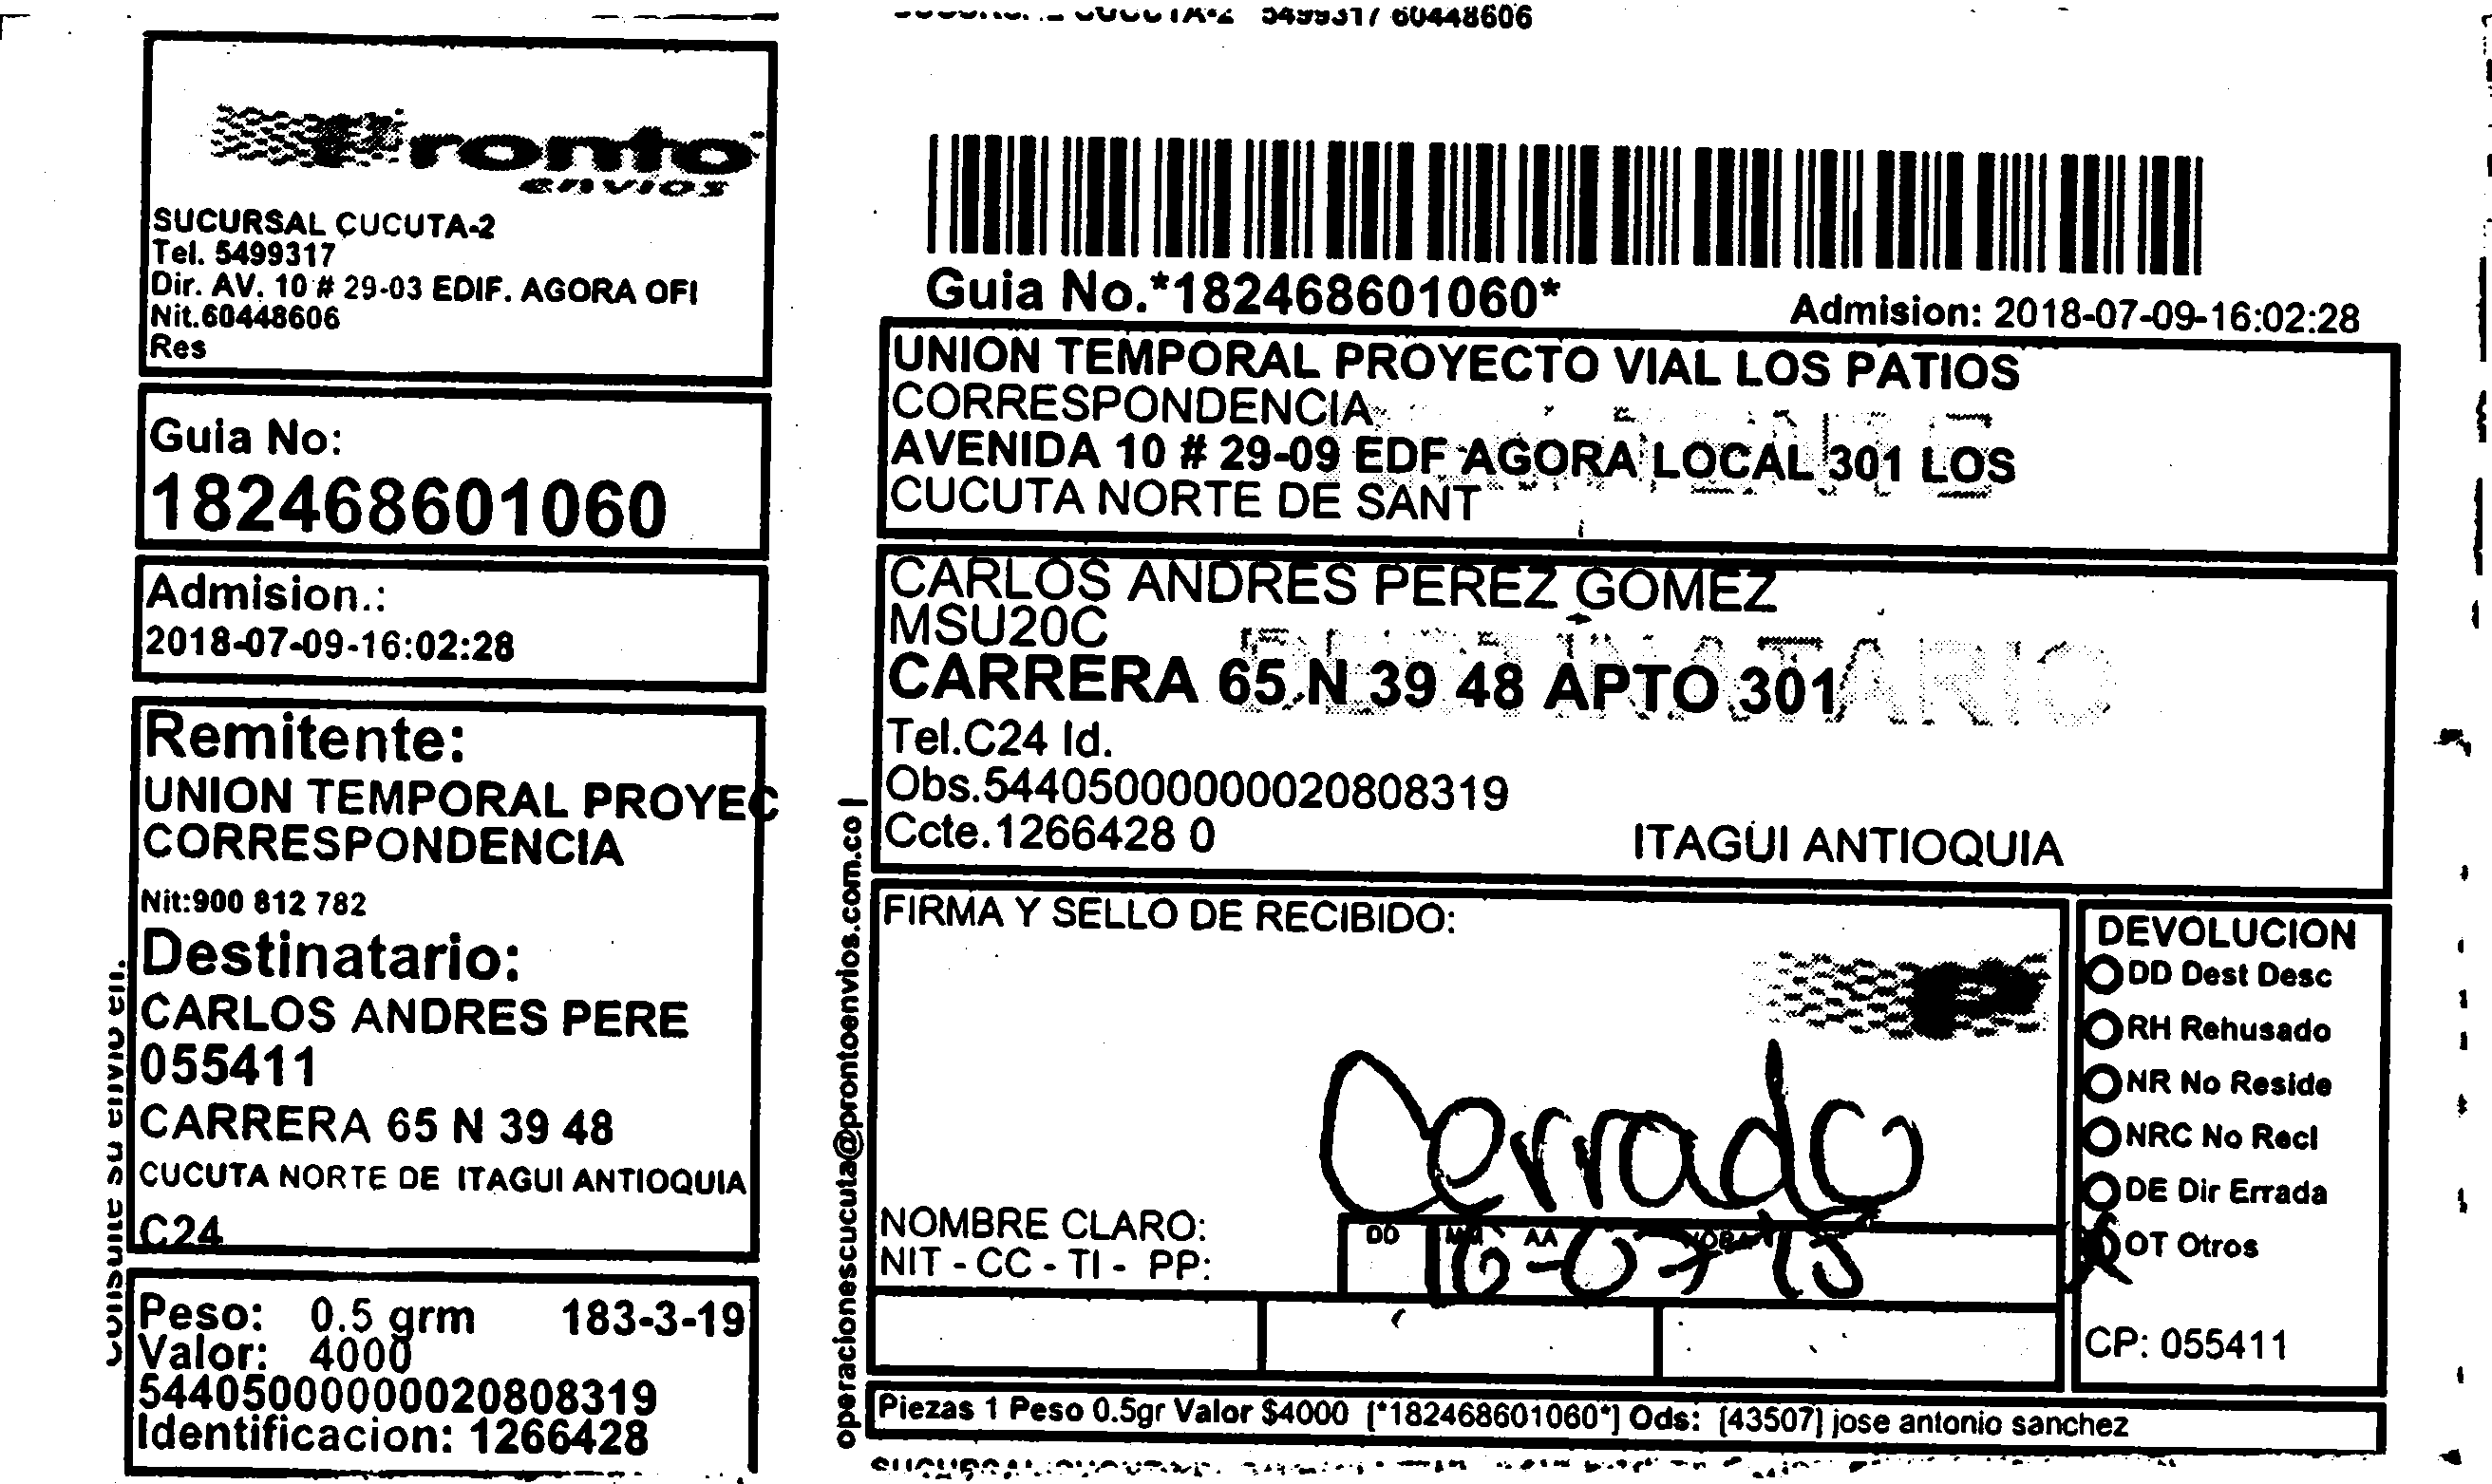 5499317 60448606
Pronto
envios
SUCURSAL CUCUTA-2
Tel. 5499317
Dir. AV. 10 # 29-03 EDIF. AGORA OFI
Nit.60448606
Res
Guia No:
182468601060
Admision.:
2018-07-09-16:02:28
Remitente:
UNION TEMPORAL PROYEC
CORRESPONDENCIA
Nit:900 812 782
Destinatario:
CARLOS ANDRES PERE
055411
CARRERA 65 N 39 48
CUCUTA NORTE DE ITAGUI ANTIOQUIA
C24
Peso: 0.5 grm 183-3-19
Valor: 4000
544050000000020808319
Identificacion: 1266428
Consulte su envio en:
operacionescucuta@prontoenvios.com.co |
Guia No.*182468601060*
Admision: 2018-07-09-16:02:28
UNION TEMPORAL PROYECTO VIAL LOS PATIOS
CORRESPONDENCIA
AVENIDA 10 # 29-09 EDF AGORA LOCAL 301 LOS
CUCUTA NORTE DE SANT
CARLOS ANDRES PEREZ GOMEZ
MSU20C
DESTINATARIO
CARRERA 65 N 39 48 APTO 301
Tel.C24 Id.
Obs.544050000000020808319
Ccte.1266428 0
ITAGUI ANTIOQUIA
FIRMA Y SELLO DE RECIBIDO:
P
Cerrado
NOMBRE CLARO:
NIT - CC - TI - PP:
DD MM AA HORA
DEVOLUCION
DD Dest Desc
RH Rehusado
NR No Reside
NRC No Recl
DE Dir Errada
OT Otros
CP: 055411
Piezas 1 Peso 0.5gr Valor $4000 [*182468601060*] Ods: [43507] jose antonio sanchez